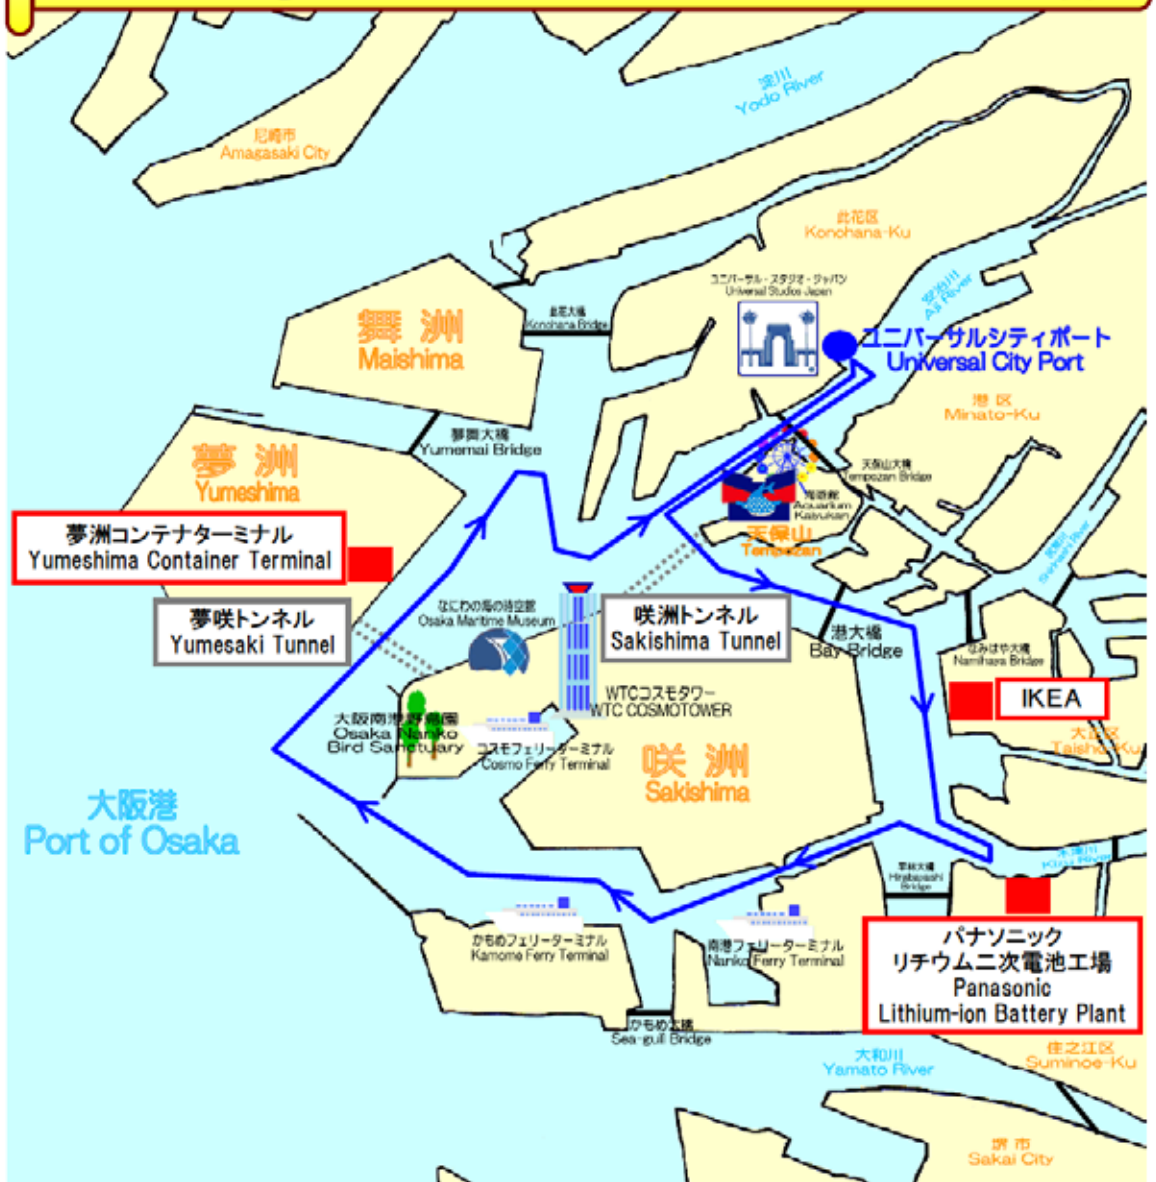 淀川
Yodo River
尼崎市
Amagasaki City
此花区
Konohana-Ku
ユニバーサル・スタジオ・ジャパン
Universal Studios Japan
安治川
Aji River
此花大橋
Konohana Bridge
舞洲
Maishima
ユニバーサルシティポート
Universal City Port
港区
Minato-Ku
夢舞大橋
Yumemai Bridge
夢洲
Yumeshima
天保山大橋
Tempozan Bridge
海遊館
Aquarium
Kaiyukan
天保山
Tempozan
夢洲コンテナターミナル
Yumeshima Container Terminal
Shirinashi River
夢咲トンネル
Yumesaki Tunnel
なにわの海の時空館
Osaka Maritime Museum
咲洲トンネル
Sakishima Tunnel
港大橋
Bay Bridge
なみはや大橋
Namihaya Bridge
IKEA
大正区
Taisho-Ku
WTCコスモタワー
WTC COSMOTOWER
大阪南港野鳥園
Osaka Nanko
Bird Sanctuary
コスモフェリーターミナル
Cosmo Ferry Terminal
咲洲
Sakishima
大阪港
Port of Osaka
木津川
Kizu River
Bridge
かもめフェリーターミナル
Kamome Ferry Terminal
南港フェリーターミナル
Nanko Ferry Terminal
パナソニック
リチウム二次電池工場
Panasonic
Lithium-ion Battery Plant
かもめ大橋
Sea-gull Bridge
大和川
Yamato River
住之江区
Suminoe-Ku
堺市
Sakai City